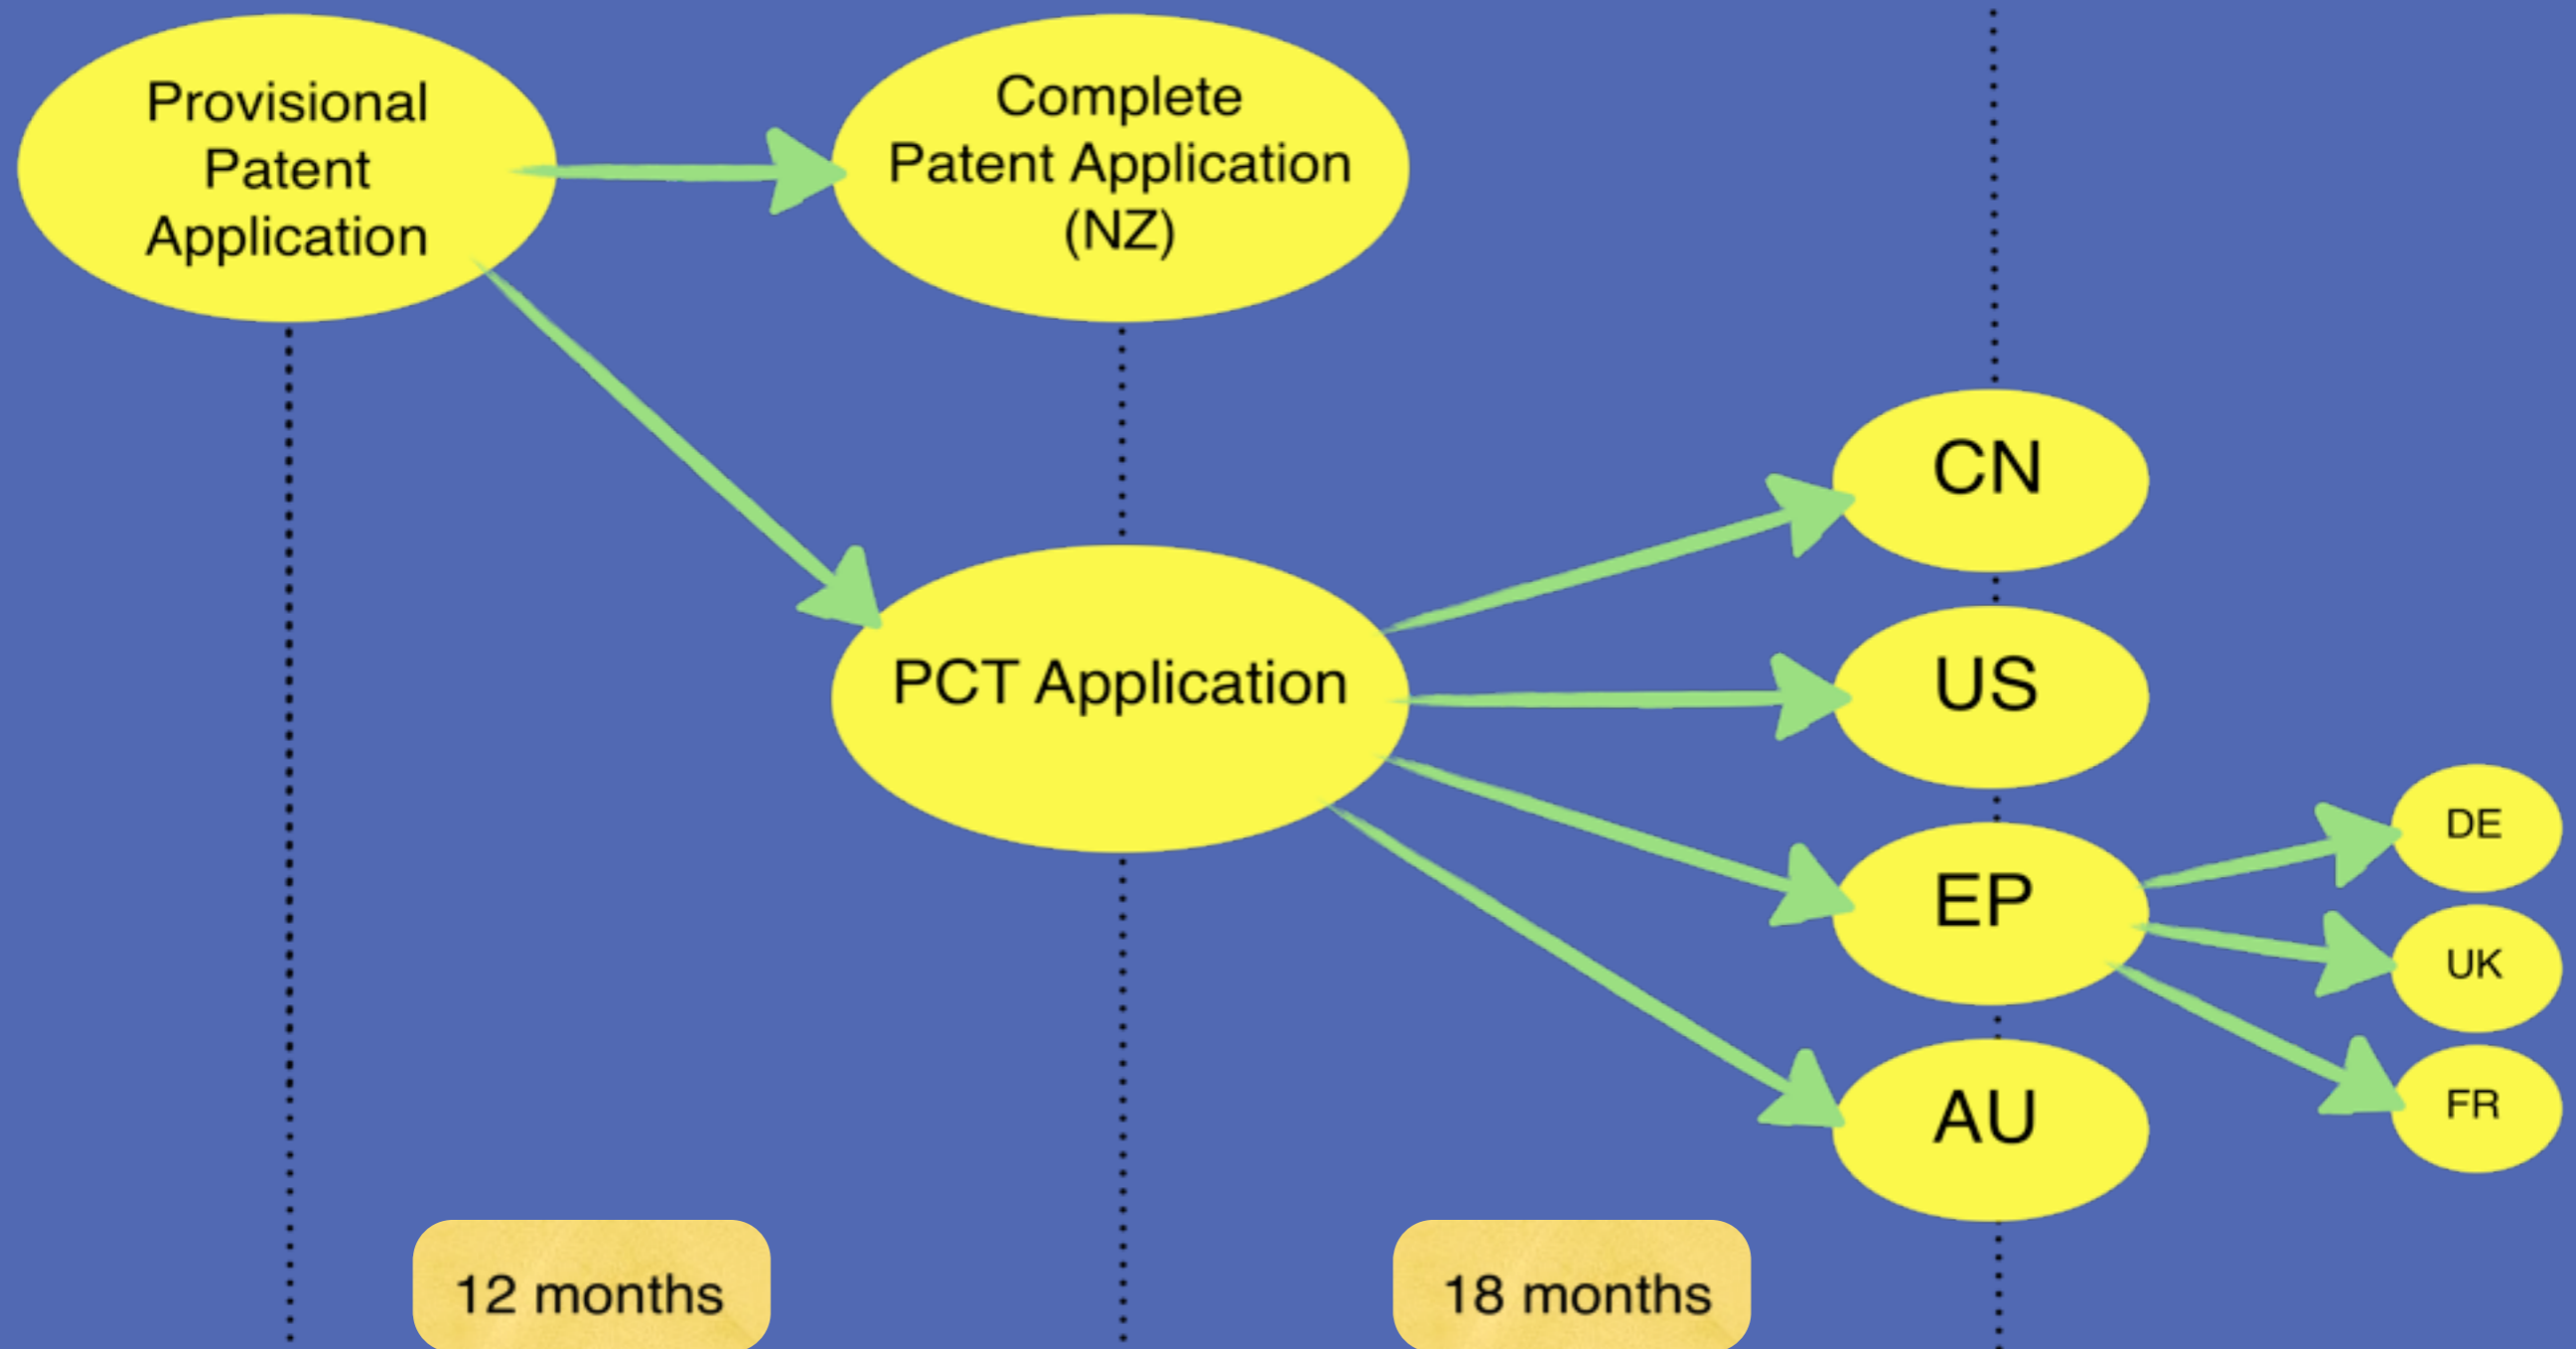 Provisional
Patent
Application
Complete
Patent Application
(NZ)
PCT Application
CN
US
EP
AU
DE
UK
FR
12 months
18 months